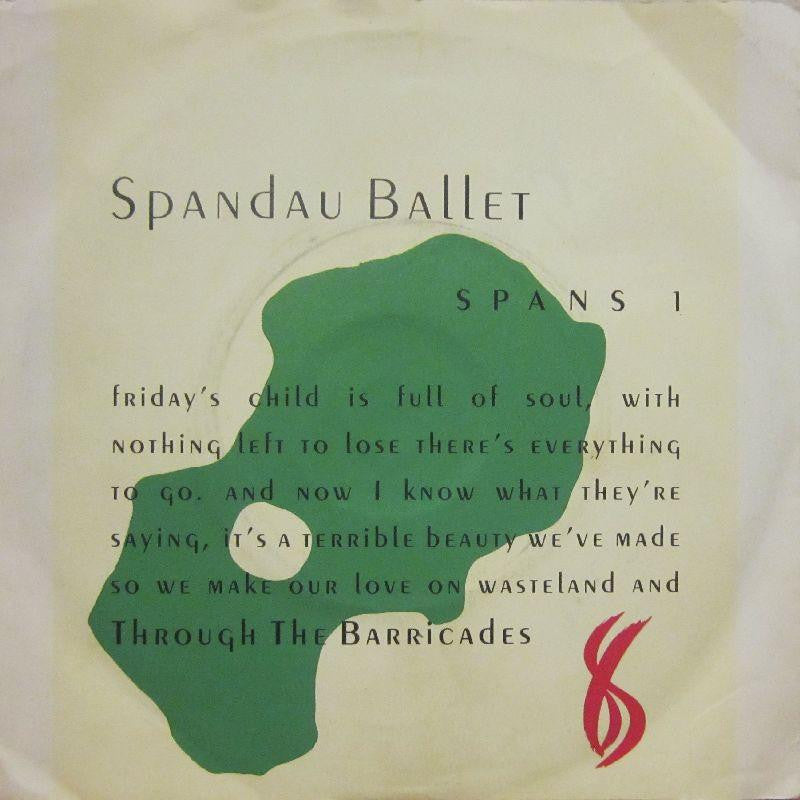 Spandau Ballet
SPANS 1
friday's child is full of soul, with
nothing left to lose there's everything
to go. and now I know what they're
saying, it's a terrible beauty we've made
so we make our love on wasteland and
Through The Barricades